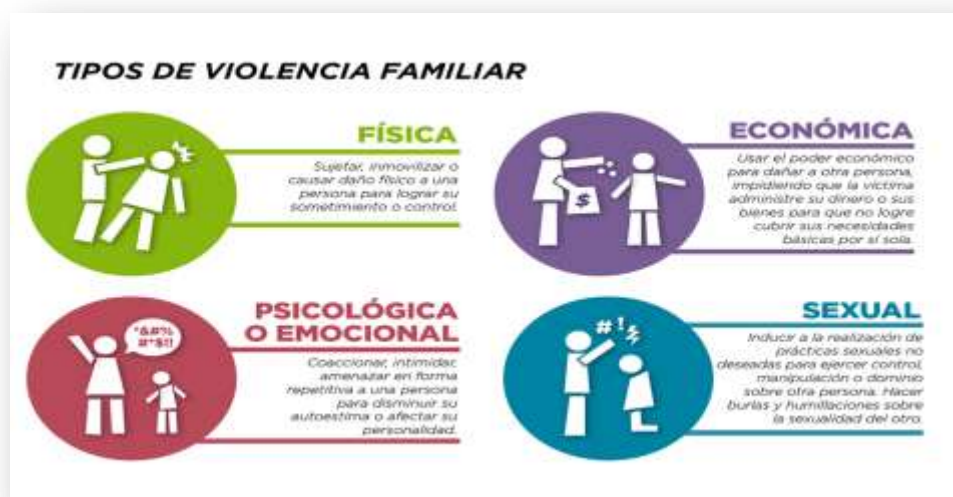 TIPOS DE VIOLENCIA FAMILIAR
FÍSICA
Sujetar, inmovilizar o
causar daño físico a una
persona para lograr su
sometimiento o control.
ECONÓMICA
Usar el poder económico
para dañar a otra persona,
impidiendo que la víctima
administre su dinero o sus
bienes para que no logre
cubrir sus necesidades
básicas por sí sola.
$
PSICOLÓGICA
O EMOCIONAL
Coaccionar, intimidar,
amenazar en forma
repetitiva a una persona
para disminuir su
autoestima o afectar su
personalidad.
*&#%
#*$!!
SEXUAL
Inducir a la realización de
prácticas sexuales no
deseadas para ejercer control,
manipulación o dominio
sobre otra persona. Hacer
burlas y humillaciones sobre
la sexualidad del otro.
#!